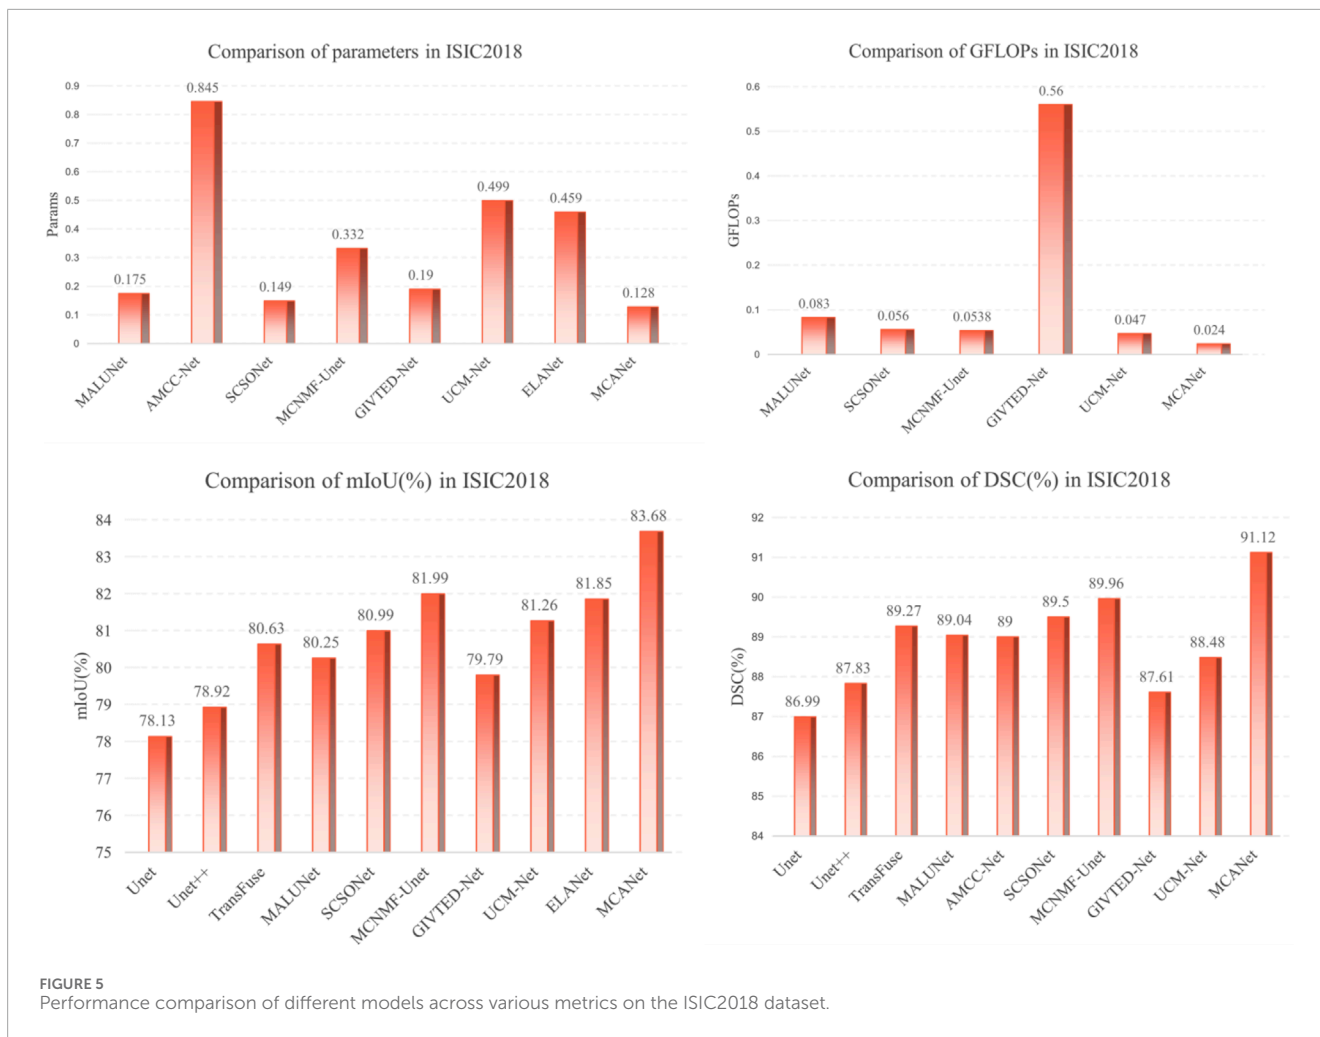 Comparison of parameters in ISIC2018
0.9
0.8
0.7
0.6
0.5
0.4
0.3
0.2
0.1
0
Params
0.175
0.845
0.149
0.332
0.19
0.499
0.459
0.128
MALUNet
AMCC-Net
SCSONet
MCNMF-Unet
GIVTED-Net
UCM-Net
ELANet
MCANet
Comparison of GFLOPs in ISIC2018
0.6
0.5
0.4
0.3
0.2
0.1
0
GFLOPs
0.083
0.056
0.0538
0.56
0.047
0.024
MALUNet
SCSONet
MCNMF-Unet
GIVTED-Net
UCM-Net
MCANet
Comparison of mIoU(%) in ISIC2018
84
83
82
81
80
79
78
77
76
75
mIoU(%)
78.13
78.92
80.63
80.25
80.99
81.99
79.79
81.26
81.85
83.68
Unet
Unet++
TransFuse
MALUNet
SCSONet
MCNMF-Unet
GIVTED-Net
UCM-Net
ELANet
MCANet
Comparison of DSC(%) in ISIC2018
92
91
90
89
88
87
86
85
84
DSC(%)
86.99
87.83
89.27
89.04
89
89.5
89.96
87.61
88.48
91.12
Unet
Unet++
TransFuse
MALUNet
AMCC-Net
SCSONet
MCNMF-Unet
GIVTED-Net
UCM-Net
MCANet
FIGURE 5
Performance comparison of different models across various metrics on the ISIC2018 dataset.